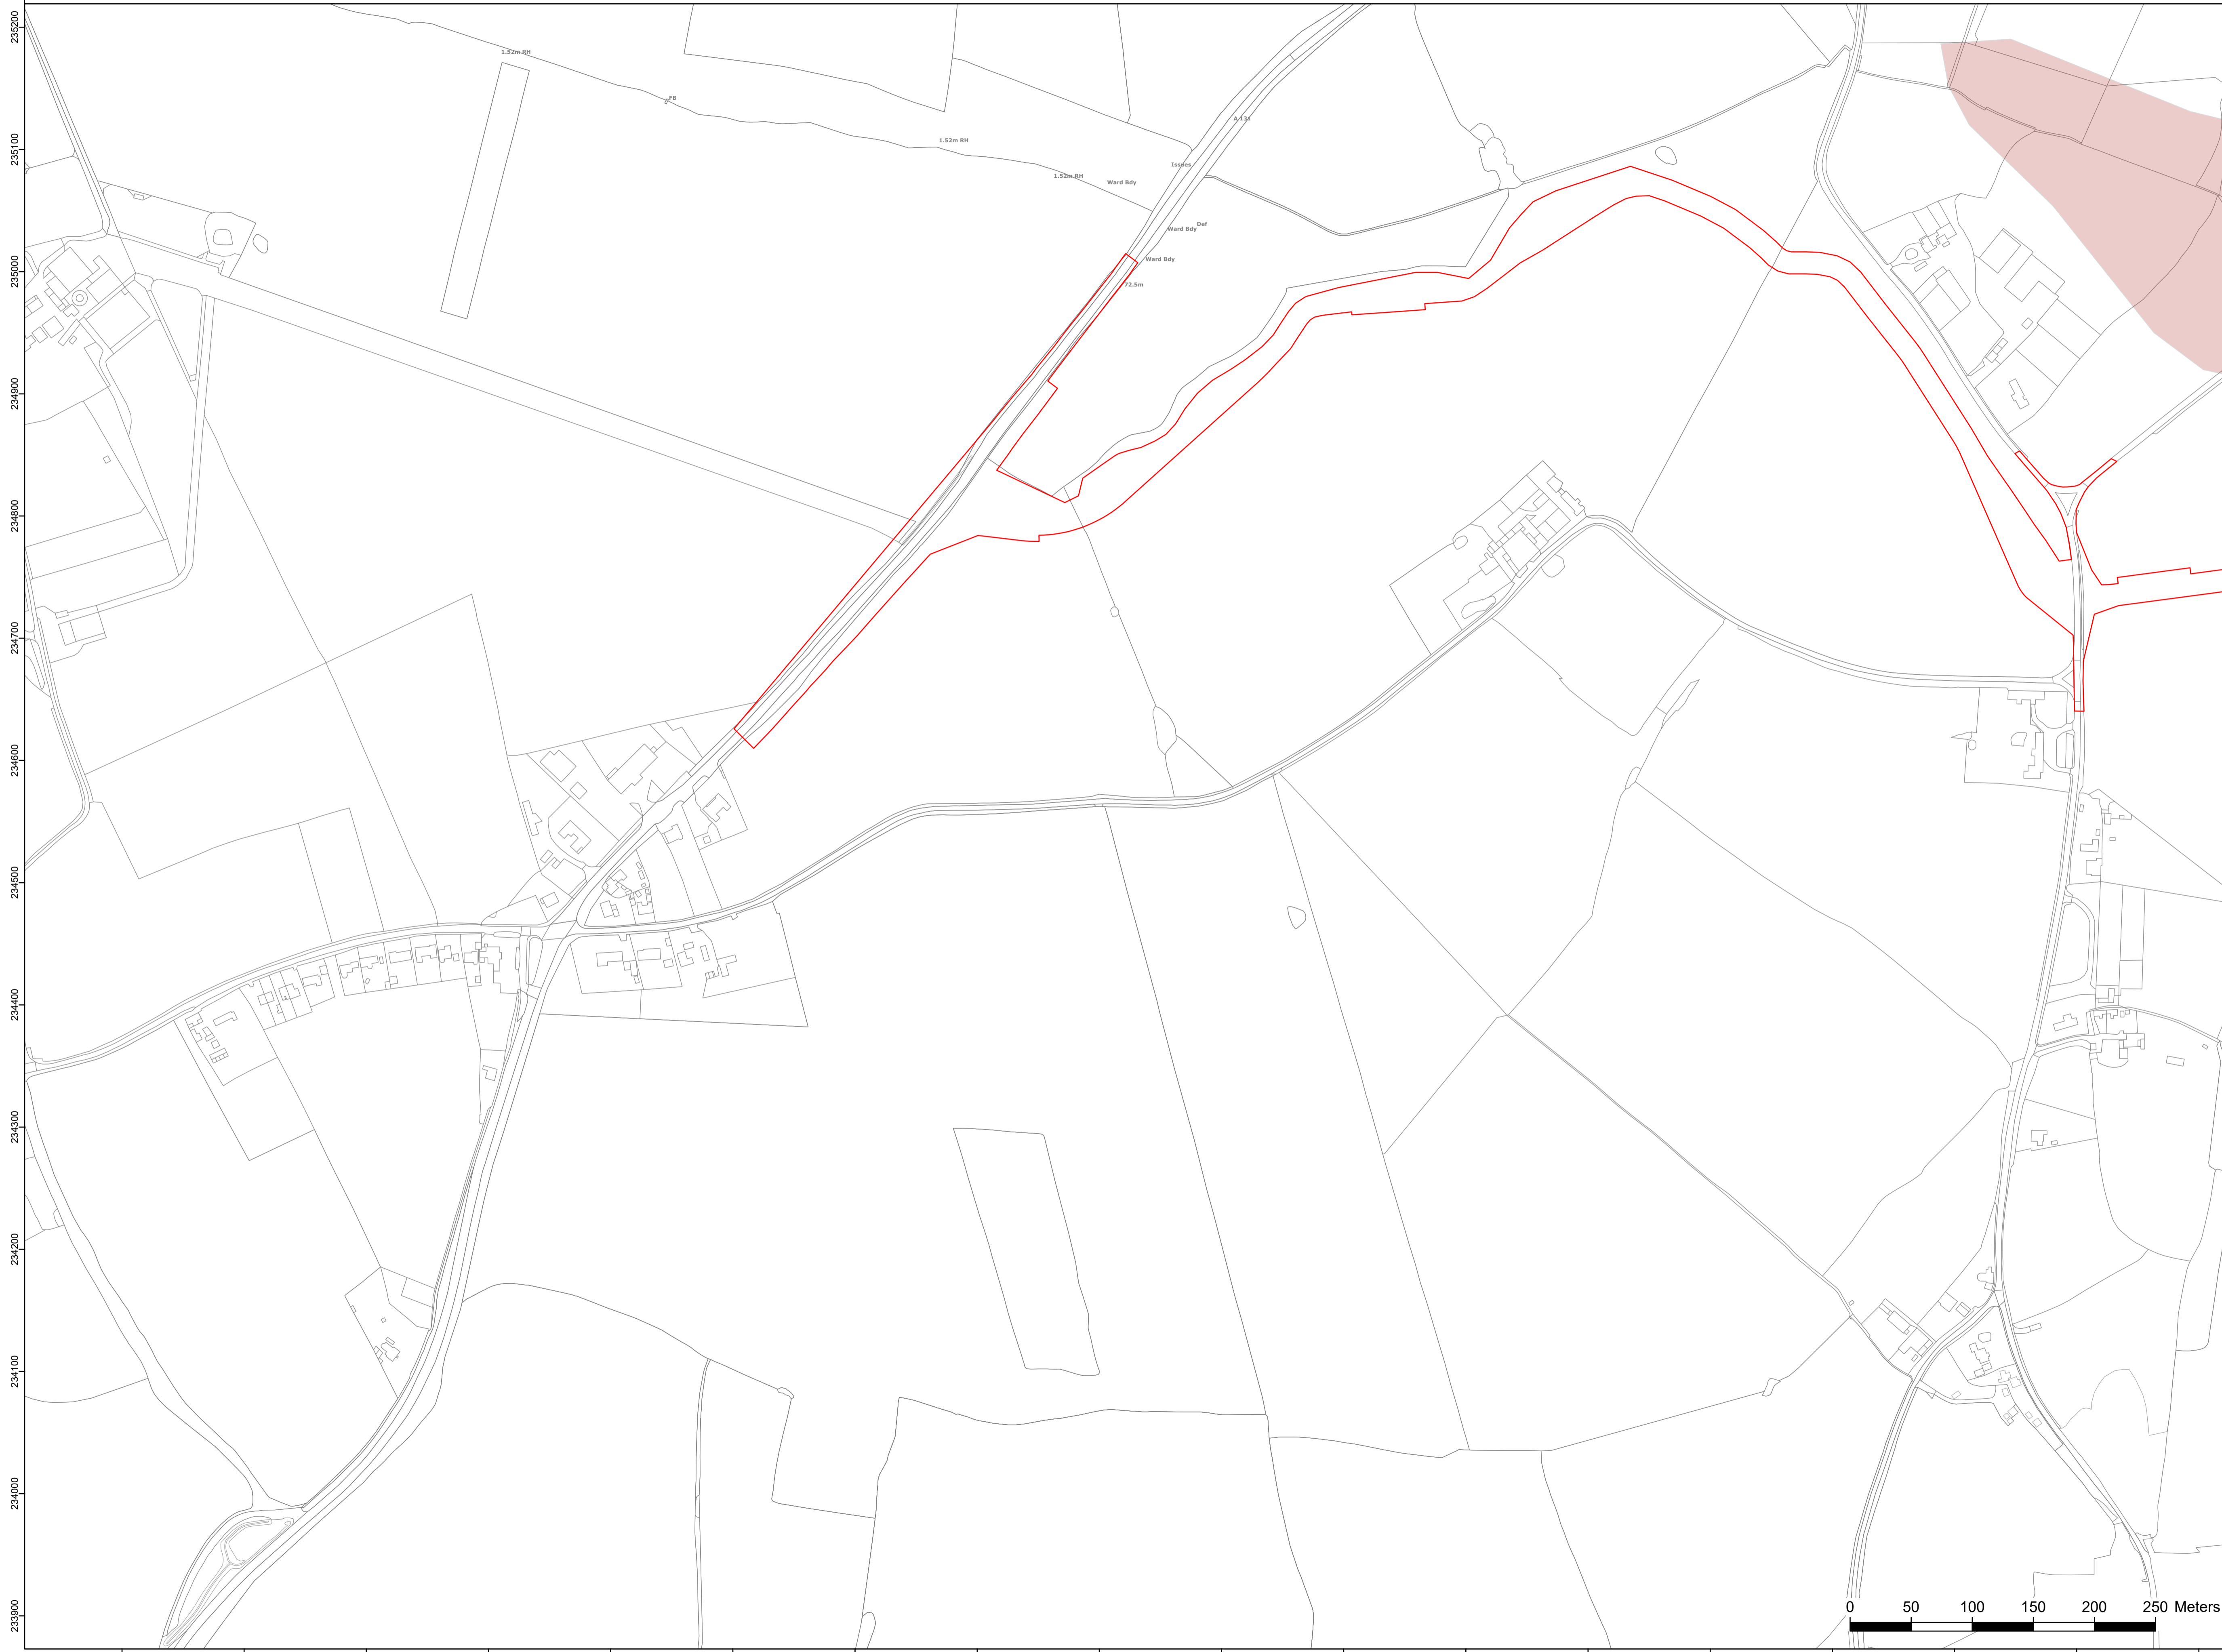 235200
1.52m RH
FB
A 131
235100
1.52m RH
Issues
1.52m RH
Ward Bdy
Def
Ward Bdy
Ward Bdy
235000
72.5m
234900
234800
234700
234600
234500
234400
234300
234200
234100
234000
233900
0 50 100 150 200 250 Meters